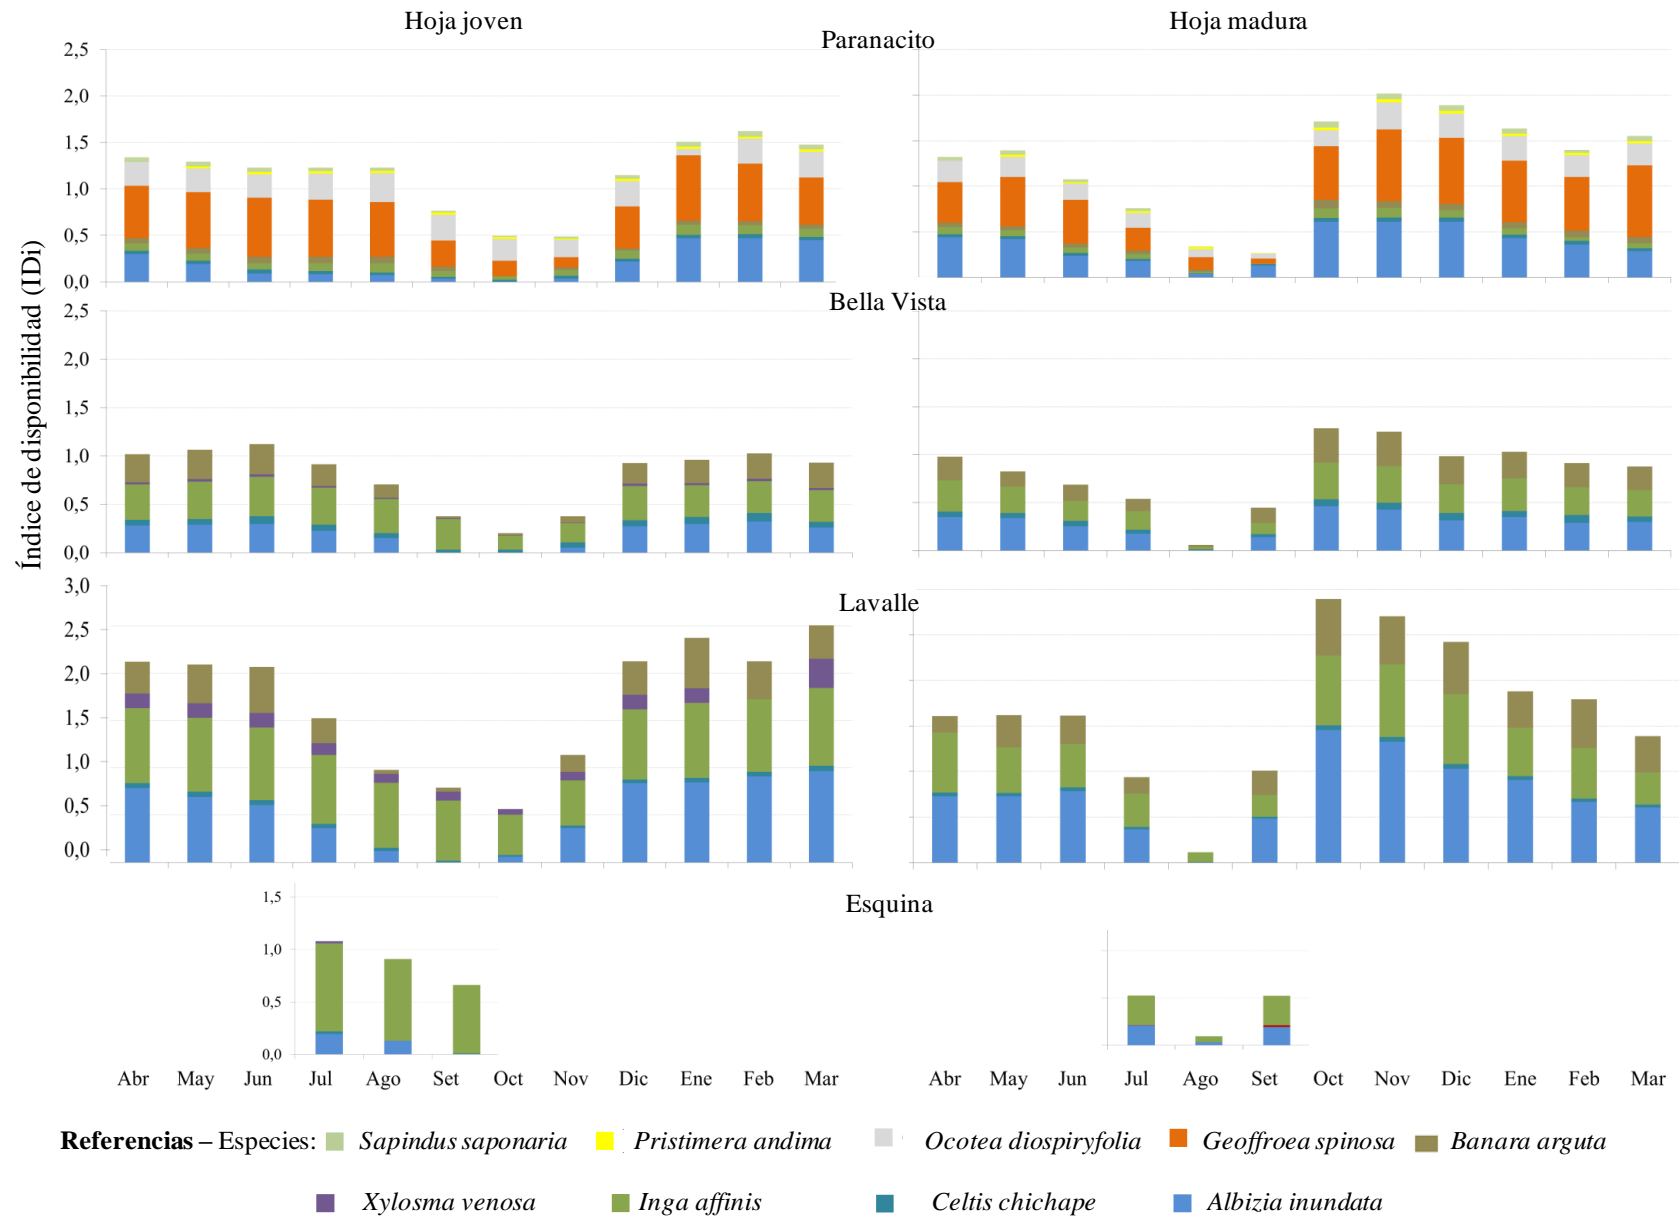 Hoja joven
Hoja madura
Paranacito
Índice de disponibilidad (IDi)
2,5
2,0
1,5
1,0
0,5
0,0
Bella Vista
2,5
2,0
1,5
1,0
0,5
0,0
Lavalle
3,0
2,5
2,0
1,5
1,0
0,5
0,0
Esquina
1,5
1,0
0,5
0,0
Abr May Jun Jul Ago Set Oct Nov Dic Ene Feb Mar
Abr May Jun Jul Ago Set Oct Nov Dic Ene Feb Mar
Referencias – Especies: Sapindus saponaria Pristimera andima Ocotea diospiryfolia Geoffroea spinosa Banara arguta
Xylosma venosa Inga affinis Celtis chichape Albizia inundata